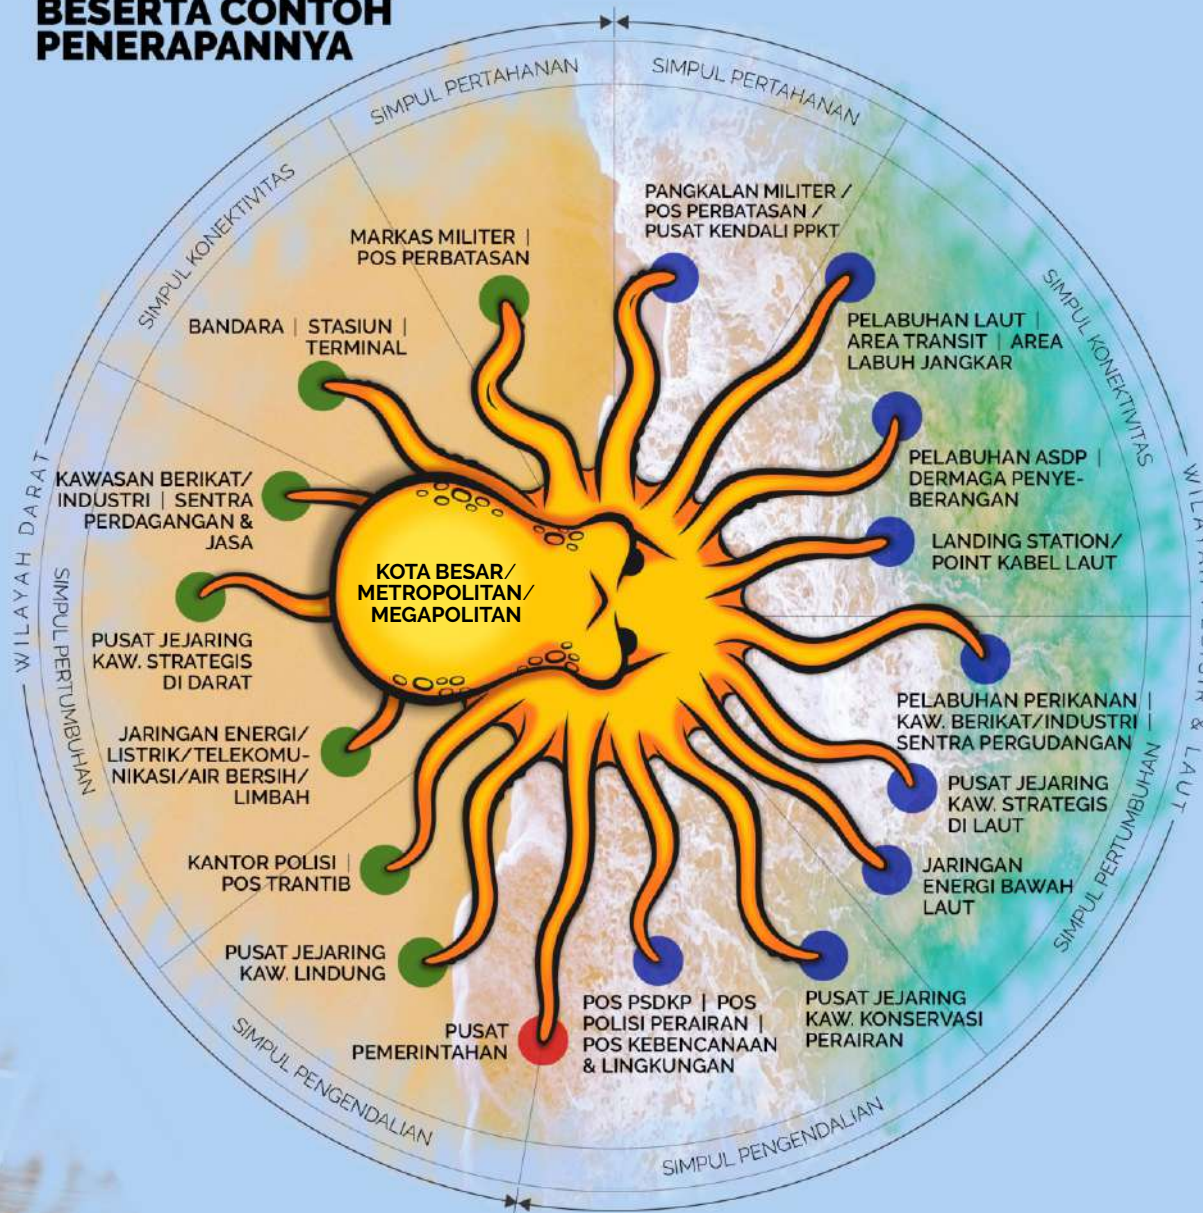 BESERTA CONTOH
PENERAPANNYA
SIMPUL PERTAHANAN
SIMPUL PERTAHANAN
SIMPUL KONEKTIVITAS
SIMPUL KONEKTIVITAS
PANGKALAN MILITER /
POS PERBATASAN /
PUSAT KENDALI PPKT
MARKAS MILITER |
POS PERBATASAN
BANDARA | STASIUN |
TERMINAL
PELABUHAN LAUT |
AREA TRANSIT | AREA
LABUH JANGKAR
KAWASAN BERIKAT/
INDUSTRI | SENTRA
PERDAGANGAN &
JASA
PELABUHAN ASDP |
DERMAGA PENYE-
BERANGAN
LANDING STATION/
POINT KABEL LAUT
WILAYAH DARAT
KOTA BESAR/
METROPOLITAN/
MEGAPOLITAN
SIMPUL PERTUMBUHAN
PUSAT JEJARING
KAW. STRATEGIS
DI DARAT
PELABUHAN PERIKANAN |
KAW. BERIKAT/INDUSTRI |
SENTRA PERGUDANGAN
& LAUT
JARINGAN ENERGI/
LISTRIK/TELEKOMU-
NIKASI/AIR BERSIH/
LIMBAH
PUSAT JEJARING
KAW. STRATEGIS
DI LAUT
SIMPUL PERTUMBUHAN
KANTOR POLISI |
POS TRANTIB
JARINGAN
ENERGI BAWAH
LAUT
PUSAT JEJARING
KAW. LINDUNG
PUSAT
PEMERINTAHAN
POS PSDKP | POS
POLISI PERAIRAN |
POS KEBENCANAAN
& LINGKUNGAN
PUSAT JEJARING
KAW. KONSERVASI
PERAIRAN
SIMPUL PENGENDALIAN
SIMPUL PENGENDALIAN